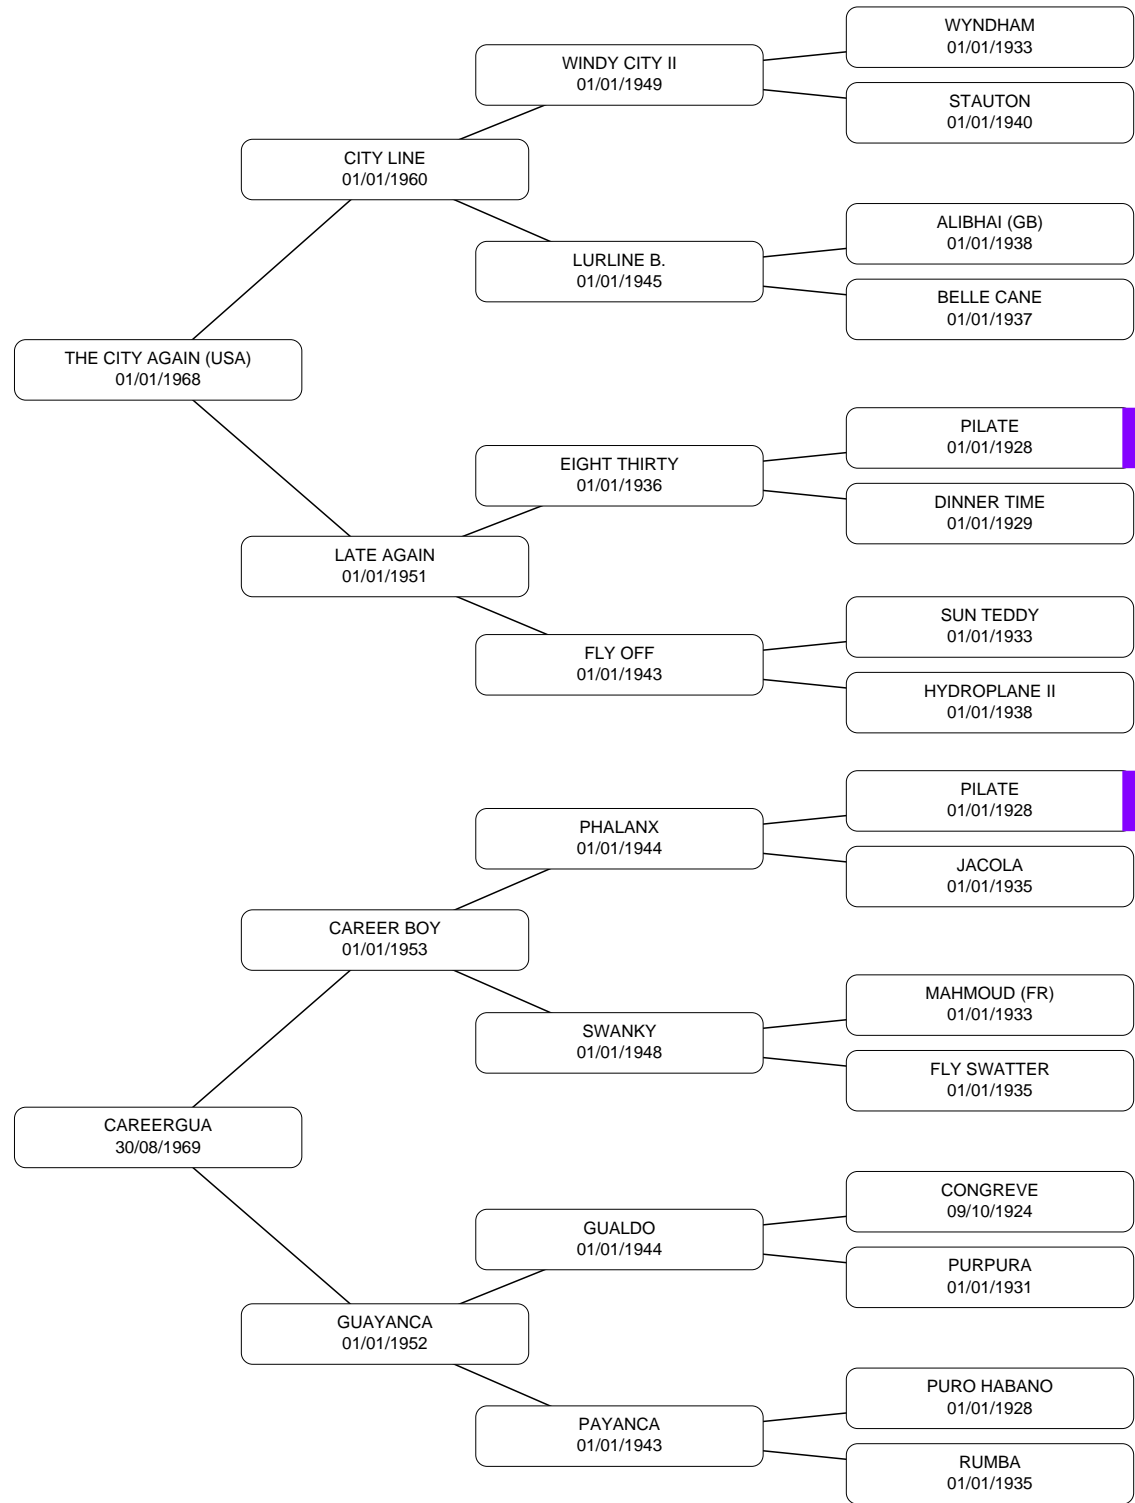 WYNDHAM
01/01/1933
WINDY CITY II
01/01/1949
STAUTON
01/01/1940
CITY LINE
01/01/1960
ALIBHAI (GB)
01/01/1938
LURLINE B.
01/01/1945
BELLE CANE
01/01/1937
THE CITY AGAIN (USA)
01/01/1968
PILATE
01/01/1928
EIGHT THIRTY
01/01/1936
DINNER TIME
01/01/1929
LATE AGAIN
01/01/1951
SUN TEDDY
01/01/1933
FLY OFF
01/01/1943
HYDROPLANE II
01/01/1938
PILATE
01/01/1928
PHALANX
01/01/1944
JACOLA
01/01/1935
CAREER BOY
01/01/1953
MAHMOUD (FR)
01/01/1933
SWANKY
01/01/1948
FLY SWATTER
01/01/1935
CAREERGUA
30/08/1969
CONGREVE
09/10/1924
GUALDO
01/01/1944
PURPURA
01/01/1931
GUAYANCA
01/01/1952
PURO HABANO
01/01/1928
PAYANCA
01/01/1943
RUMBA
01/01/1935